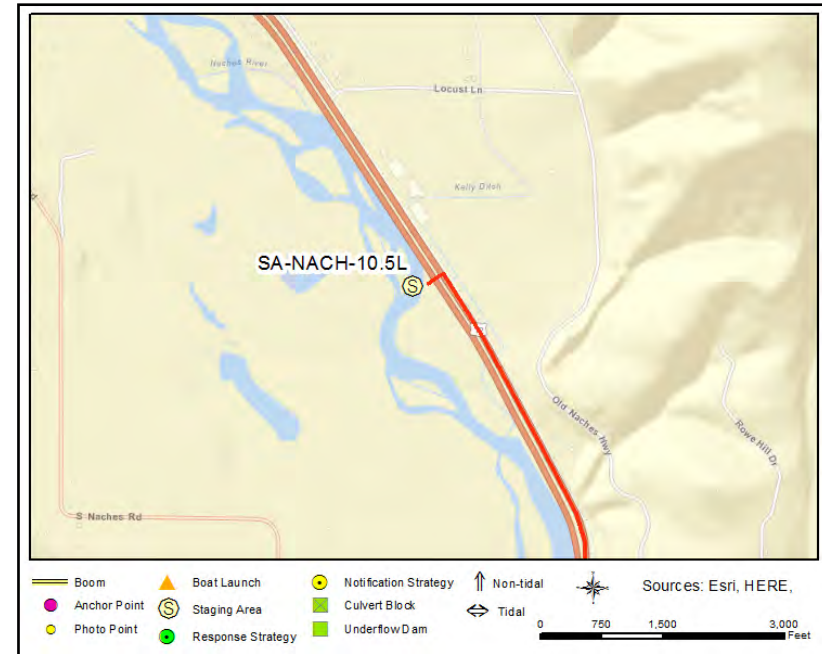 Naches River
Locust Ln
Kelly Ditch
SA-NACH-10.5L
S
Old Naches Hwy
Rowe Hill Dr
S Naches Rd
Boom
Boat Launch
Notification Strategy
Non-tidal
Sources: Esri, HERE,
Anchor Point
S
Staging Area
Culvert Block
Tidal
Photo Point
Response Strategy
Underflow Dam
0 750 1,500 3,000
Feet